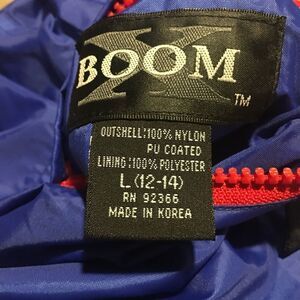 BOOM
X
TM
OUTSHELL:100% NYLON
PU COATED
LINING:100% POLYESTER
L (12-14)
RN 92366
MADE IN KOREA